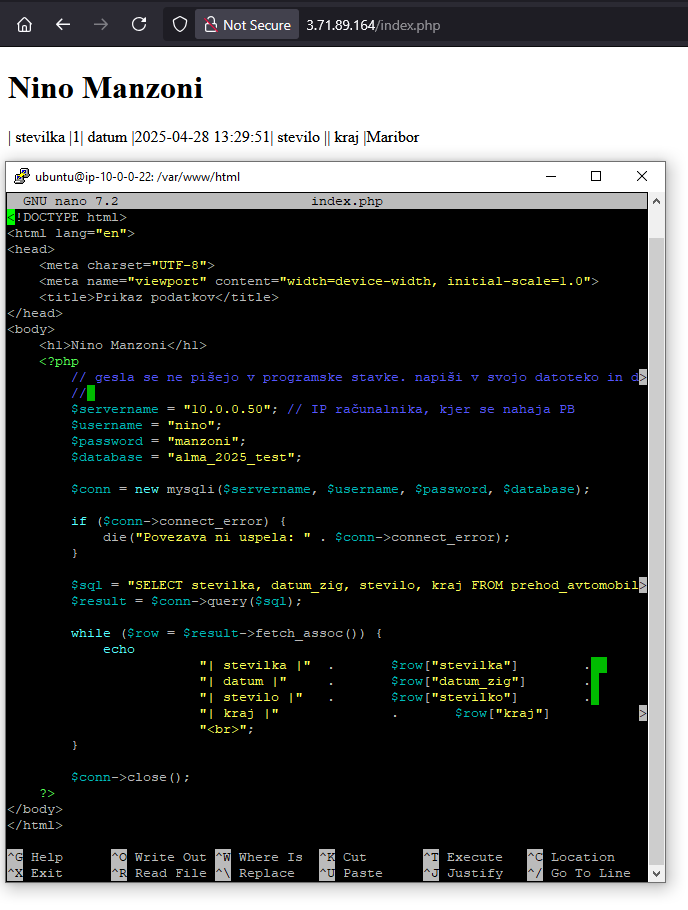 Not Secure 3.71.89.164/index.php
Nino Manzoni
| stevilka |1| datum |2025-04-28 13:29:51| stevilo || kraj |Maribor
ubuntu@ip-10-0-0-22: /var/www/html
GNU nano 7.2 index.php
<!DOCTYPE html>
<html lang="en">
<head>
    <meta charset="UTF-8">
    <meta name="viewport" content="width=device-width, initial-scale=1.0">
    <title>Prikaz podatkov</title>
</head>
<body>
    <h1>Nino Manzoni</h1>
    <?php
        // gesla se ne pišejo v programske stavke. napiši v svojo datoteko in d>
        //
        $servername = "10.0.0.50"; // IP računalnika, kjer se nahaja PB
        $username = "nino";
        $password = "manzoni";
        $database = "alma_2025_test";
        $conn = new mysqli($servername, $username, $password, $database);
        if ($conn->connect_error) {
            die("Povezava ni uspela: " . $conn->connect_error);
        }
        $sql = "SELECT stevilka, datum_zig, stevilo, kraj FROM prehod_avtomobil>
        $result = $conn->query($sql);
        while ($row = $result->fetch_assoc()) {
            echo
                        "| stevilka |"  .       $row["stevilka"]        .
                        "| datum |"     .       $row["datum_zig"]       .
                        "| stevilo |"   .       $row["stevilko"]        .
                        "| kraj |"              .       $row["kraj"]           >
                        "<br>";
        }
        $conn->close();
    ?>
</body>
</html>
^G Help ^O Write Out ^W Where Is ^K Cut ^T Execute ^C Location
^X Exit ^R Read File ^\ Replace ^U Paste ^J Justify ^/ Go To Line